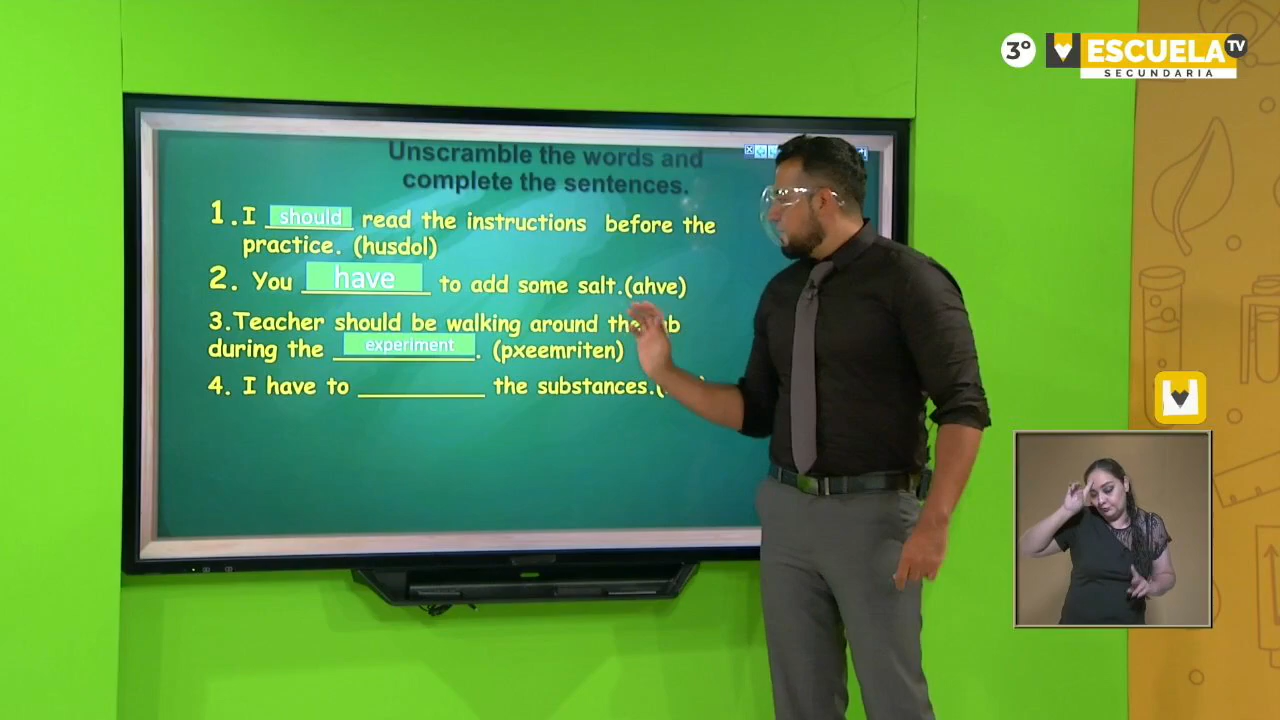 3º
ESCUELA TV
SECUNDARIA
Unscramble the words and
complete the sentences.
1. I should read the instructions before the
practice. (husdol)
2. You have to add some salt.(ahve)
3.Teacher should be walking around
during the experiment. (pxeemriten)
4. I have to ________ the substances.